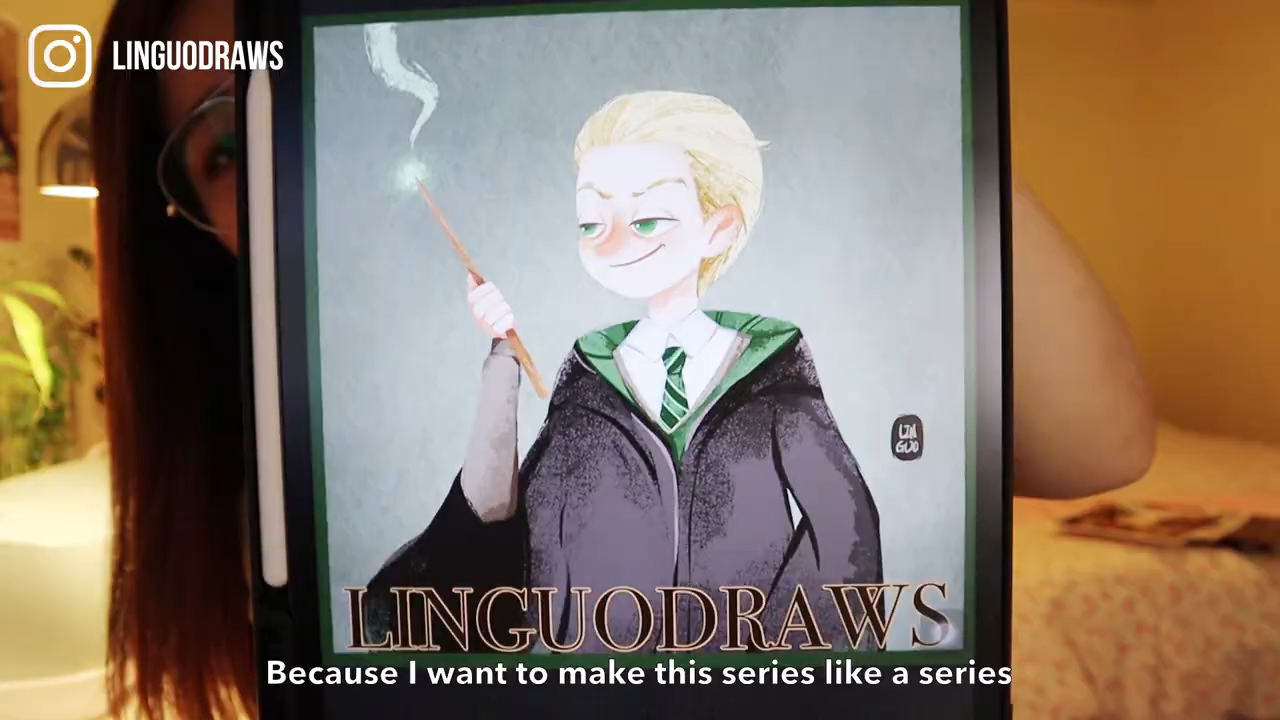 LINGUODRAWS
LIN
GUO
LINGUODRAWS
Because I want to make this series like a series